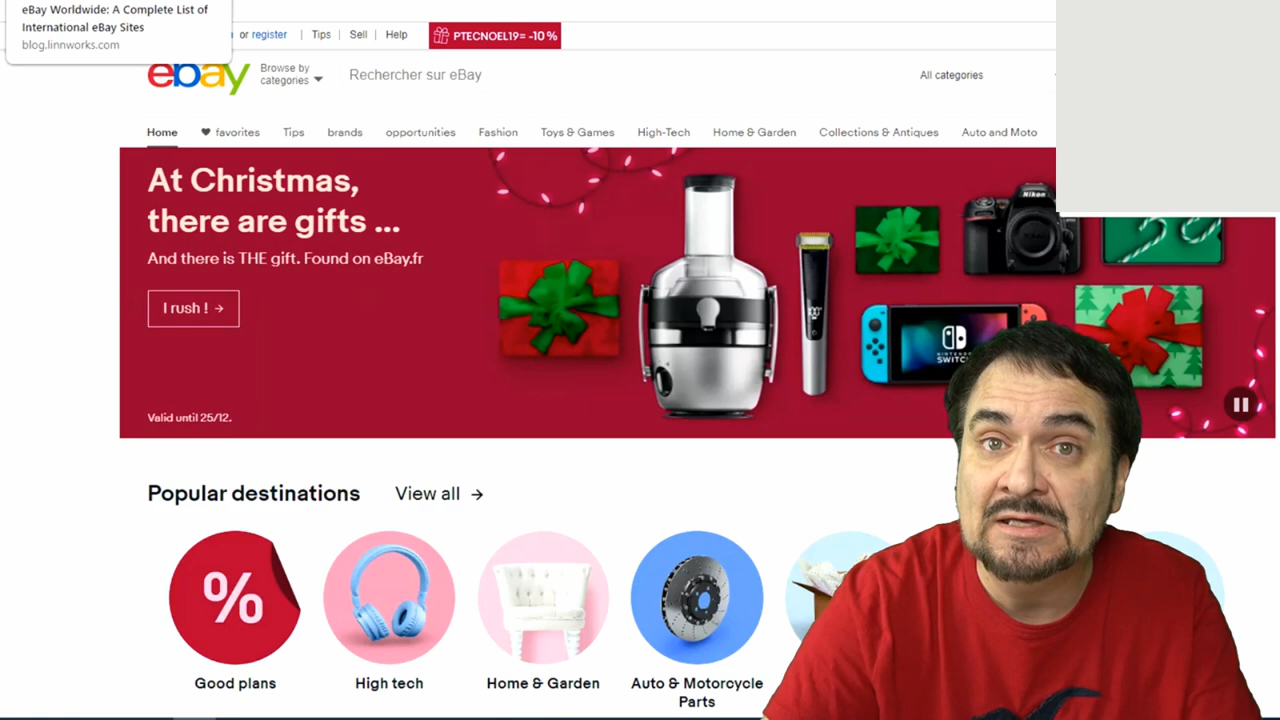 eBay Worldwide: A Complete List of
International eBay Sites
blog.linnworks.com
or register
Tips
Sell
Help
PTECNOEL19= -10 %
ebay
Browse by
categories
Rechercher sur eBay
All categories
Home
favorites
Tips
brands
opportunities
Fashion
Toys & Games
High-Tech
Home & Garden
Collections & Antiques
Auto and Moto
At Christmas,
there are gifts ...
And there is THE gift. Found on eBay.fr
I rush ! →
Valid until 25/12.
Nikon
100
NINTENDO
SWITCH
Popular destinations
View all →
%
Good plans
High tech
Home & Garden
Auto & Motorcycle
Parts